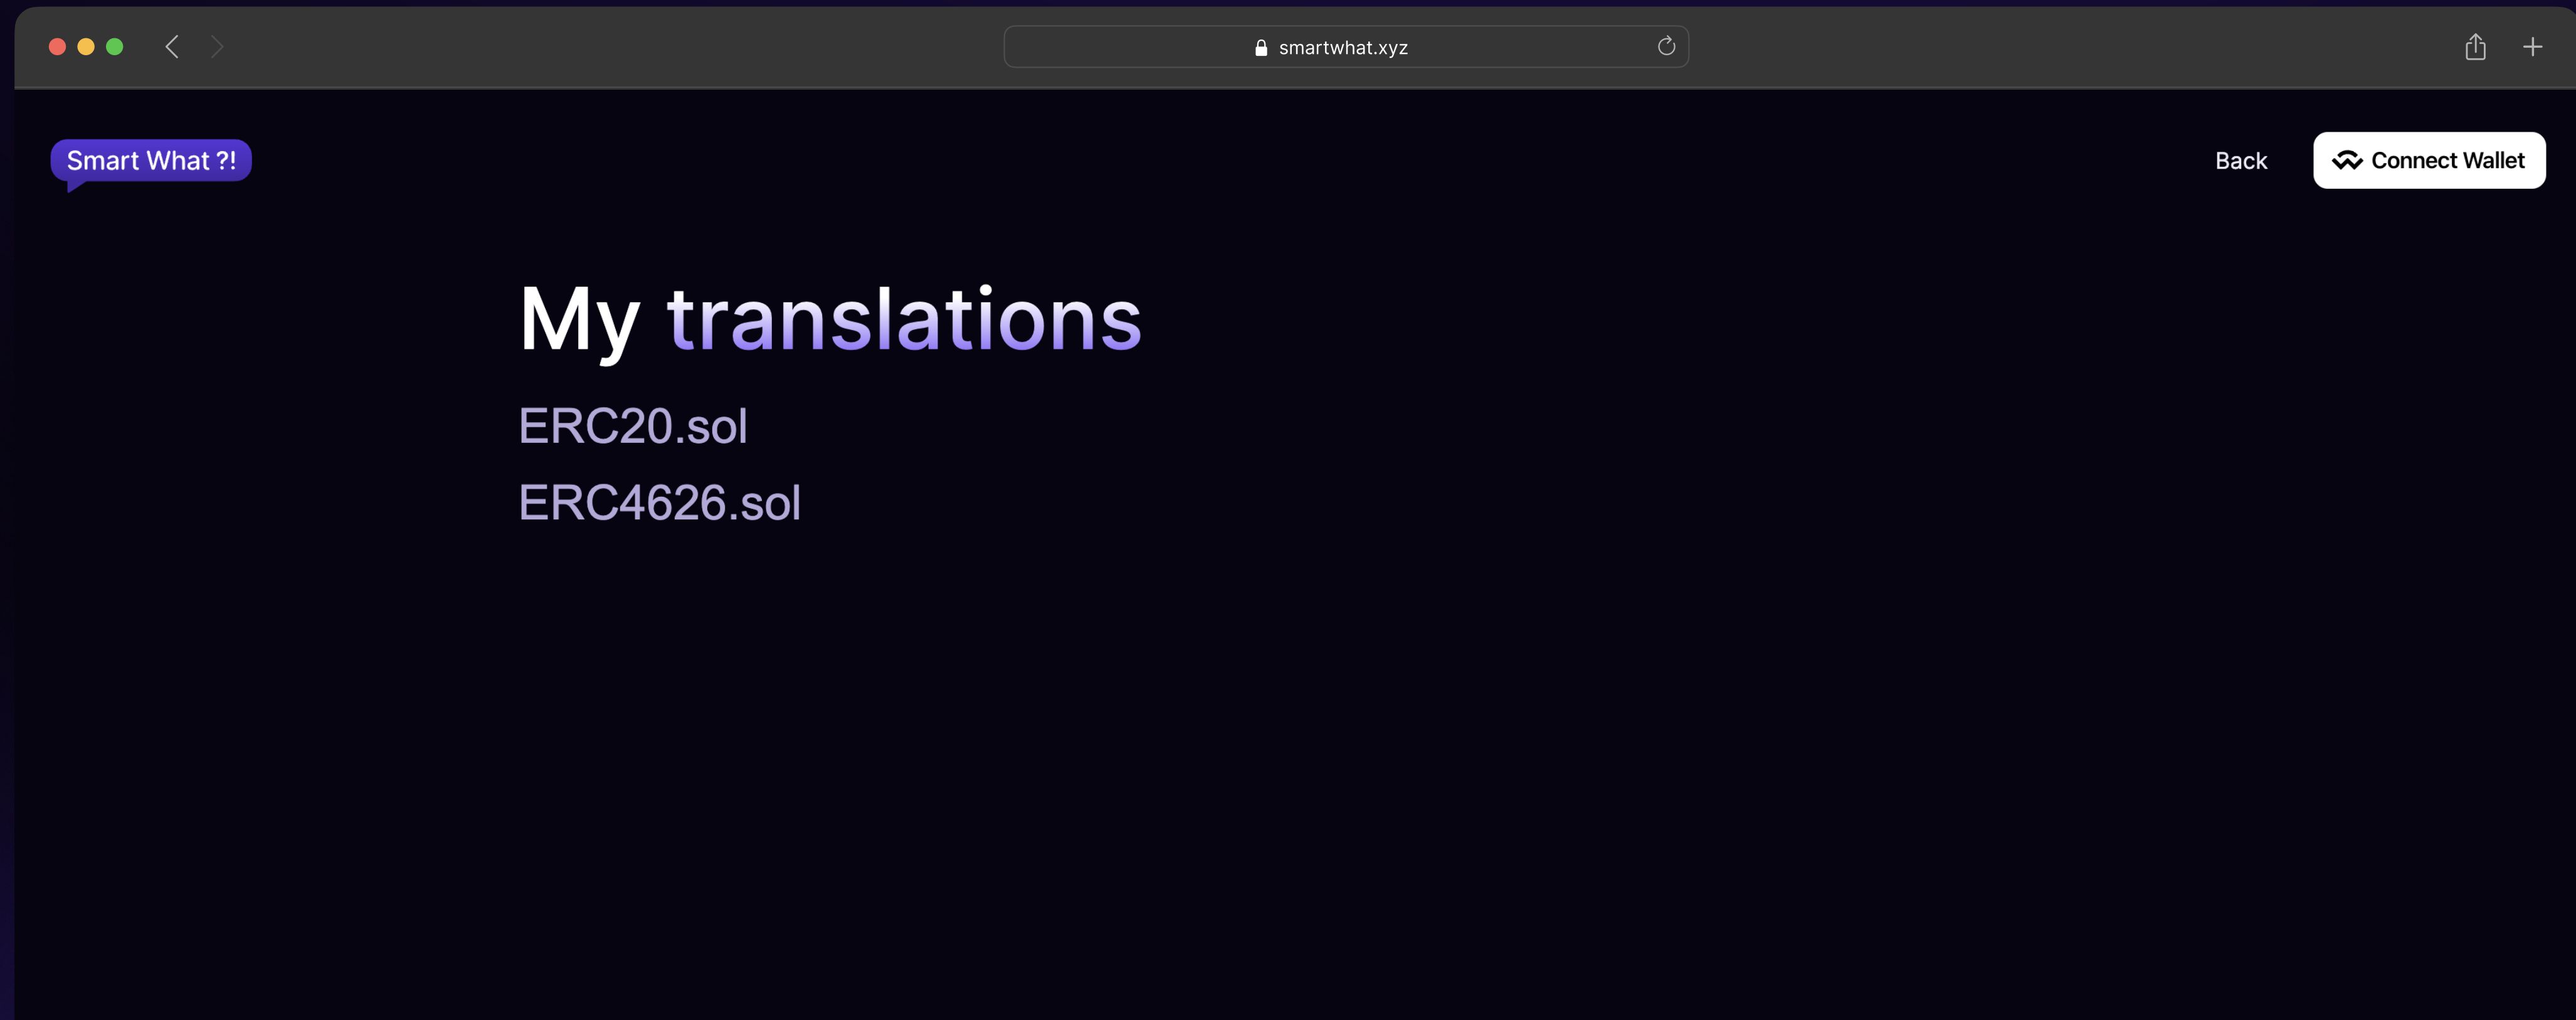 smartwhat.xyz
Smart What ?!
Back
Connect Wallet
My translations
ERC20.sol
ERC4626.sol